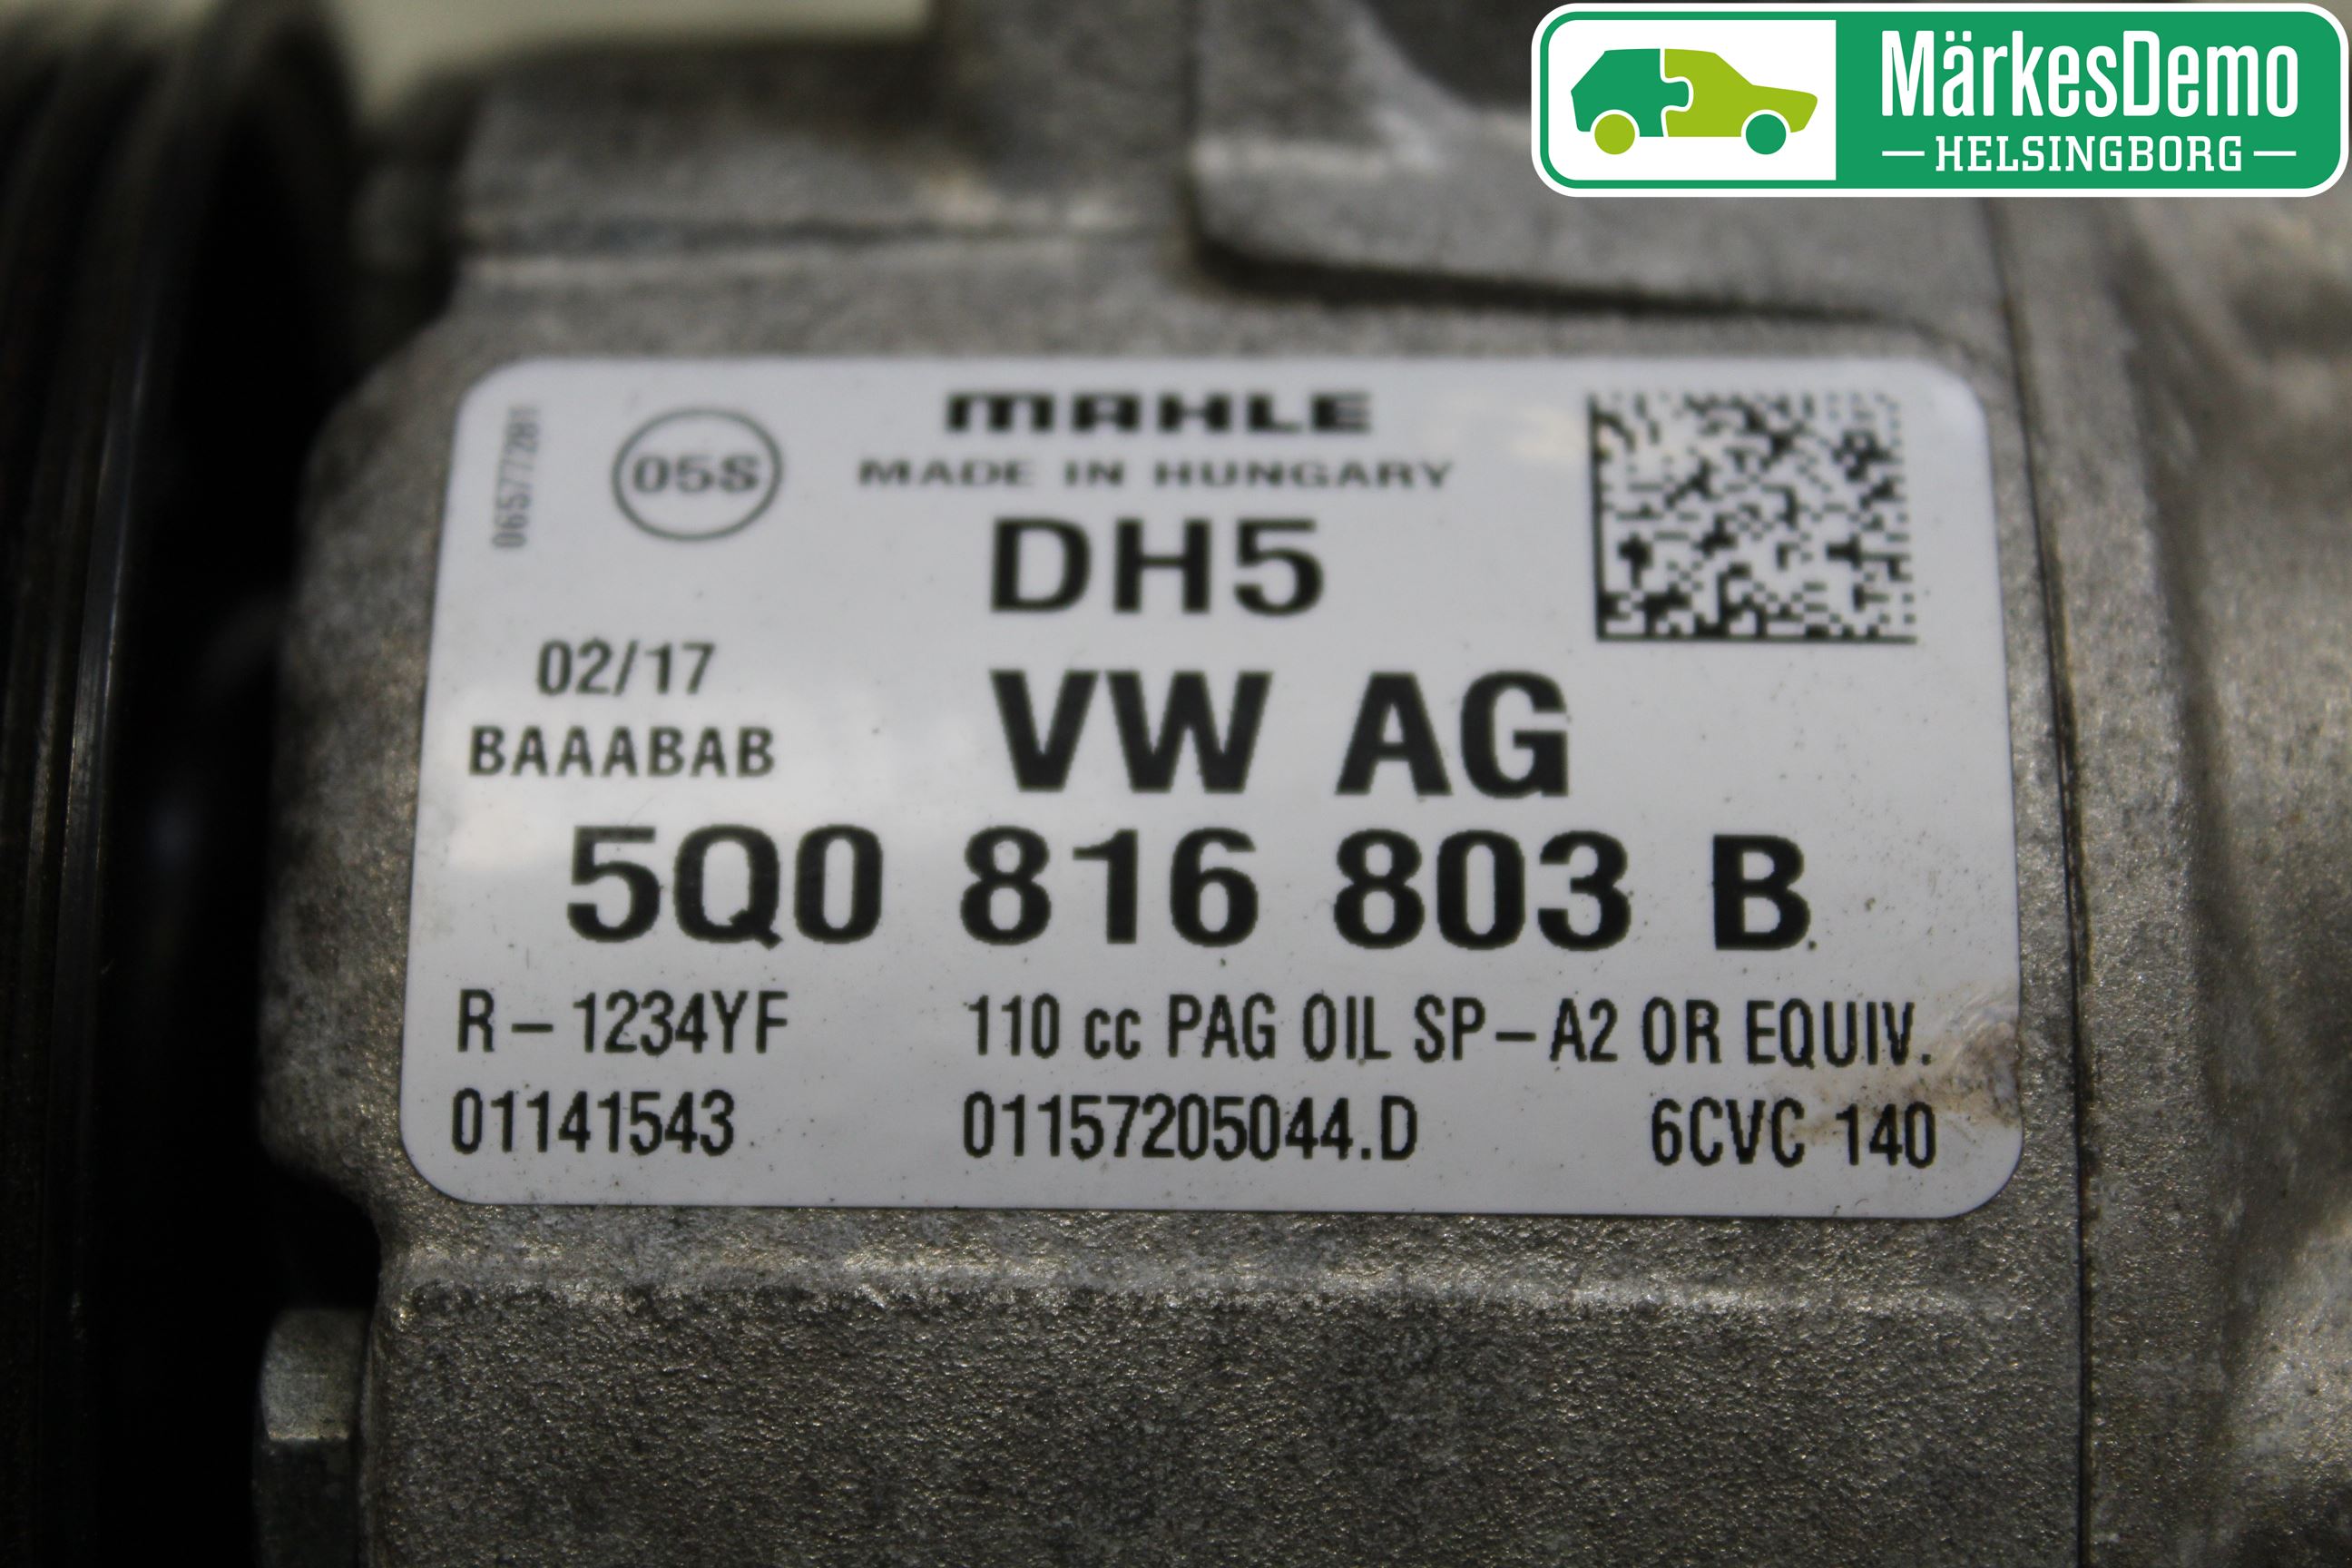 MärkesDemo
HELSINGBORG
MAHLE
MADE IN HUNGARY
0657772B1
05S
DH5
02/17
BAAABAB
VW AG
5Q0 816 803 B
R-1234YF 110 cc PAG OIL SP-A2 OR EQUIV.
01141543 01157205044.D 6CVC 140